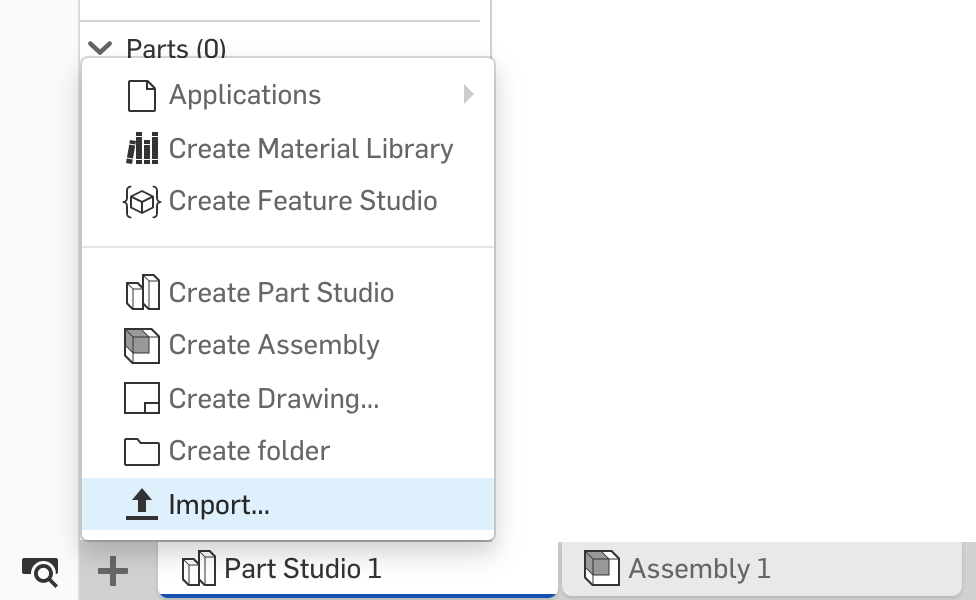 Parts (0)
Applications
Create Material Library
Create Feature Studio
Create Part Studio
Create Assembly
Create Drawing...
Create folder
Import...
Part Studio 1
Assembly 1